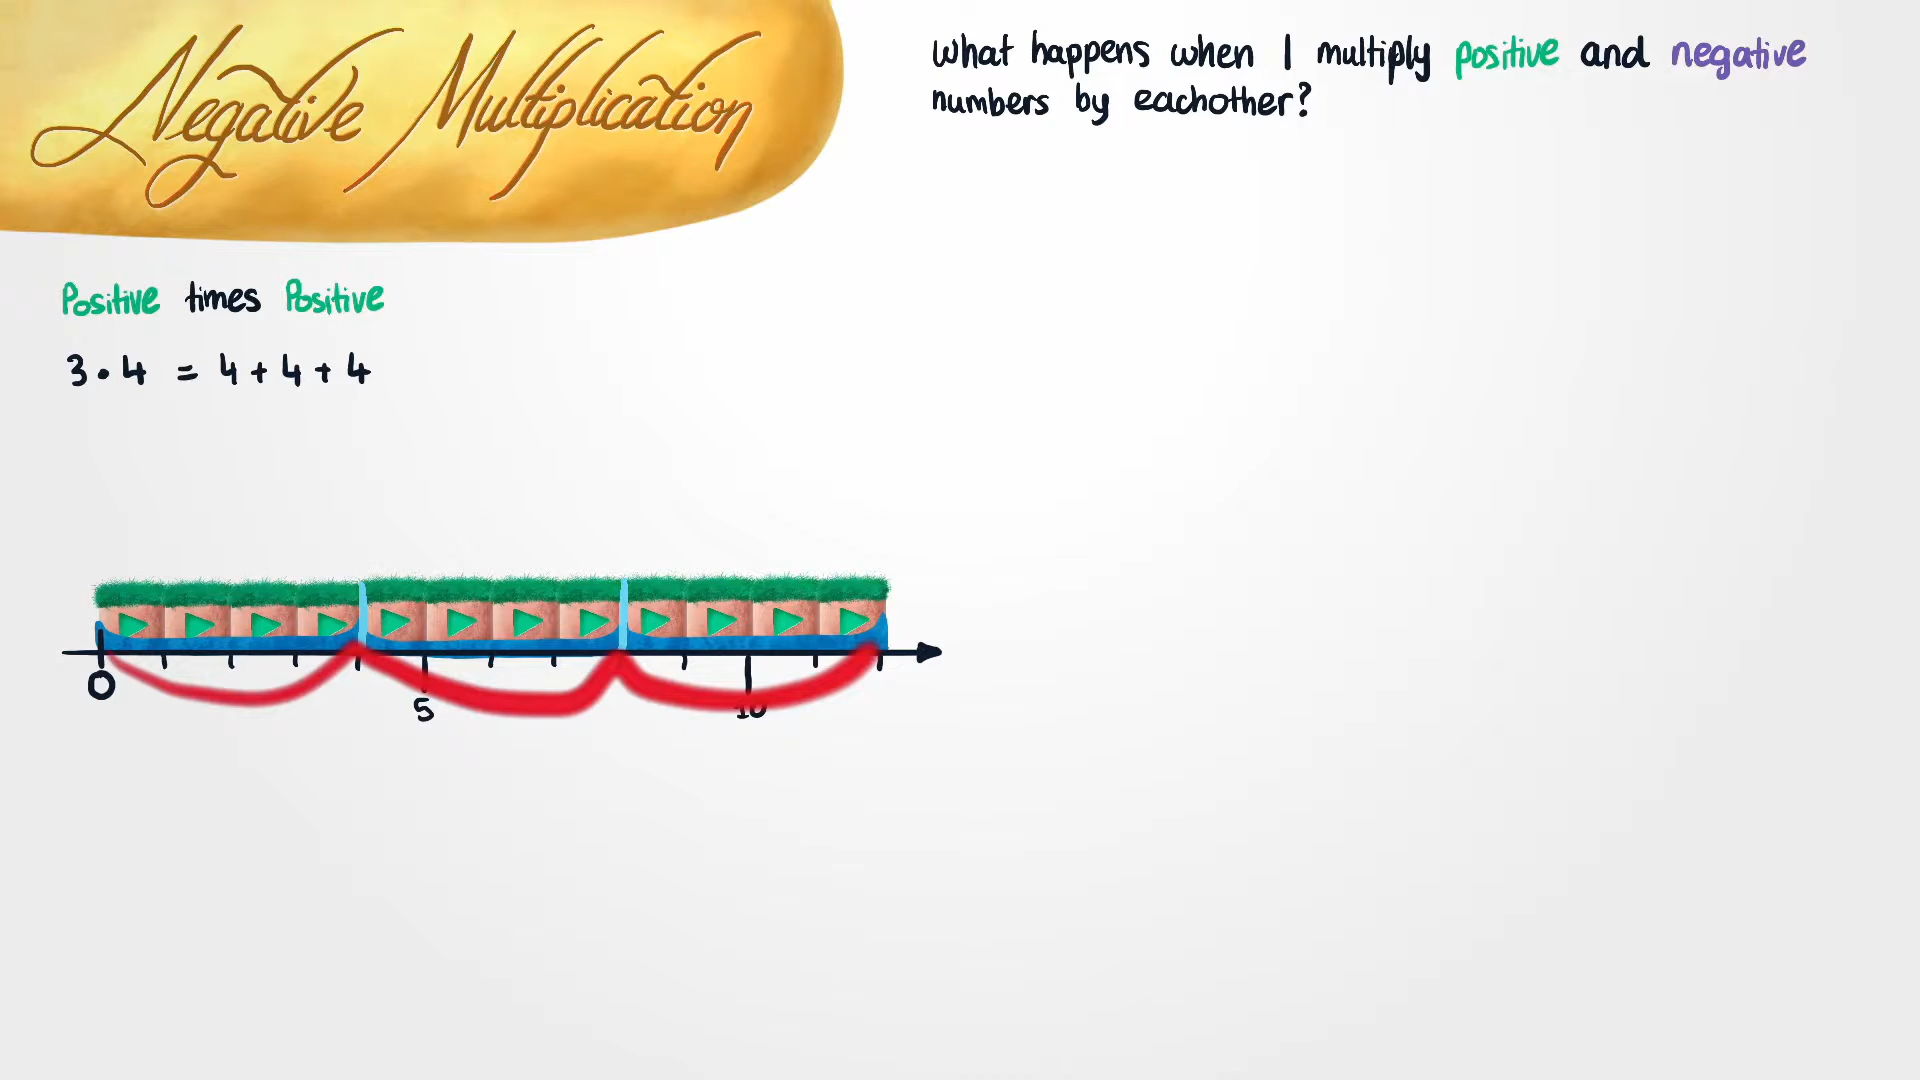 Negative Multiplication
What happens when I multiply positive and negative
numbers by eachother?
Positive times Positive
3 • 4 = 4 + 4 + 4
0
5
10